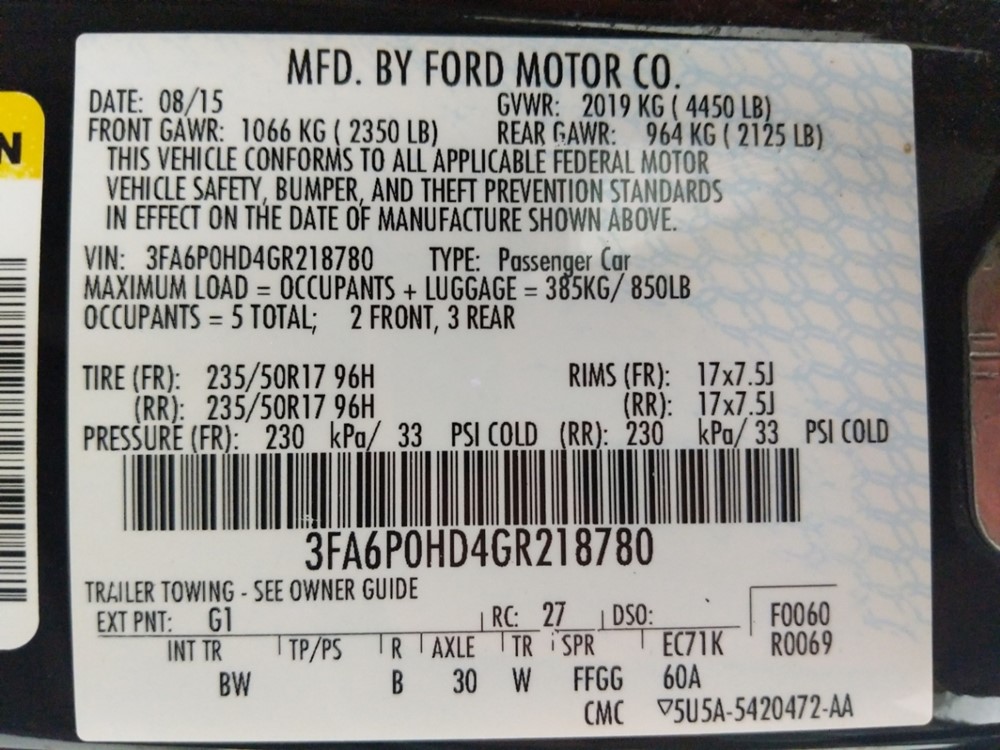 MFD. BY FORD MOTOR CO.
DATE: 08/15 GVWR: 2019 KG ( 4450 LB)
FRONT GAWR: 1066 KG ( 2350 LB) REAR GAWR: 964 KG ( 2125 LB)
THIS VEHICLE CONFORMS TO ALL APPLICABLE FEDERAL MOTOR
VEHICLE SAFETY, BUMPER, AND THEFT PREVENTION STANDARDS
IN EFFECT ON THE DATE OF MANUFACTURE SHOWN ABOVE.
VIN: 3FA6P0HD4GR218780 TYPE: Passenger Car
MAXIMUM LOAD = OCCUPANTS + LUGGAGE = 385KG/ 850LB
OCCUPANTS = 5 TOTAL; 2 FRONT, 3 REAR
TIRE (FR): 235/50R17 96H RIMS (FR): 17x7.5J
(RR): 235/50R17 96H (RR): 17x7.5J
PRESSURE (FR): 230 kPa/ 33 PSI COLD (RR): 230 kPa/ 33 PSI COLD
3FA6P0HD4GR218780
TRAILER TOWING - SEE OWNER GUIDE
EXT PNT: G1 RC: 27 DSO: F0060
INT TR TP/PS R AXLE TR SPR EC71K R0069
BW B 30 W FFGG 60A
CMC ▽5U5A-5420472-AA
N